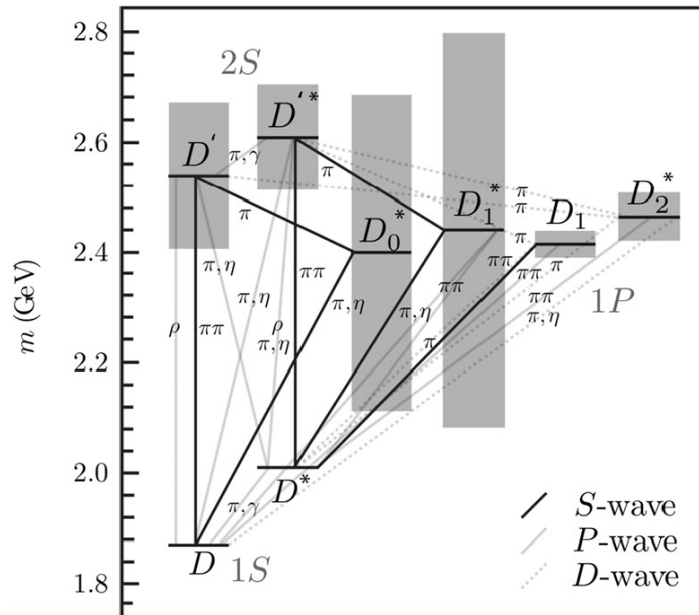 2.8
2.6
2.4
2.2
2.0
1.8
m (GeV)
2S
D′*
D′
π, γ
π
π
D₀*
D₁*
π
π
D₂*
D₁
π
ππ
ππ
π
1P
π, η
π, η
ππ
π, η
ππ
ππ
π, η
ρ
ππ
ρ
π, η
π, η
π
D*
π, γ
D
1S
S-wave
P-wave
D-wave